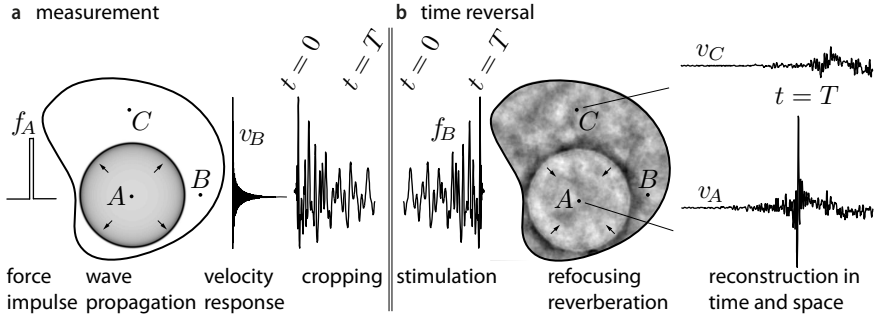 a measurement
t = 0
t = T
f_A
C
A
B
v_B
force impulse
wave propagation
velocity response
cropping
b time reversal
t = 0
t = T
f_B
C
A
B
v_C
t = T
v_A
stimulation
refocusing reverberation
reconstruction in time and space